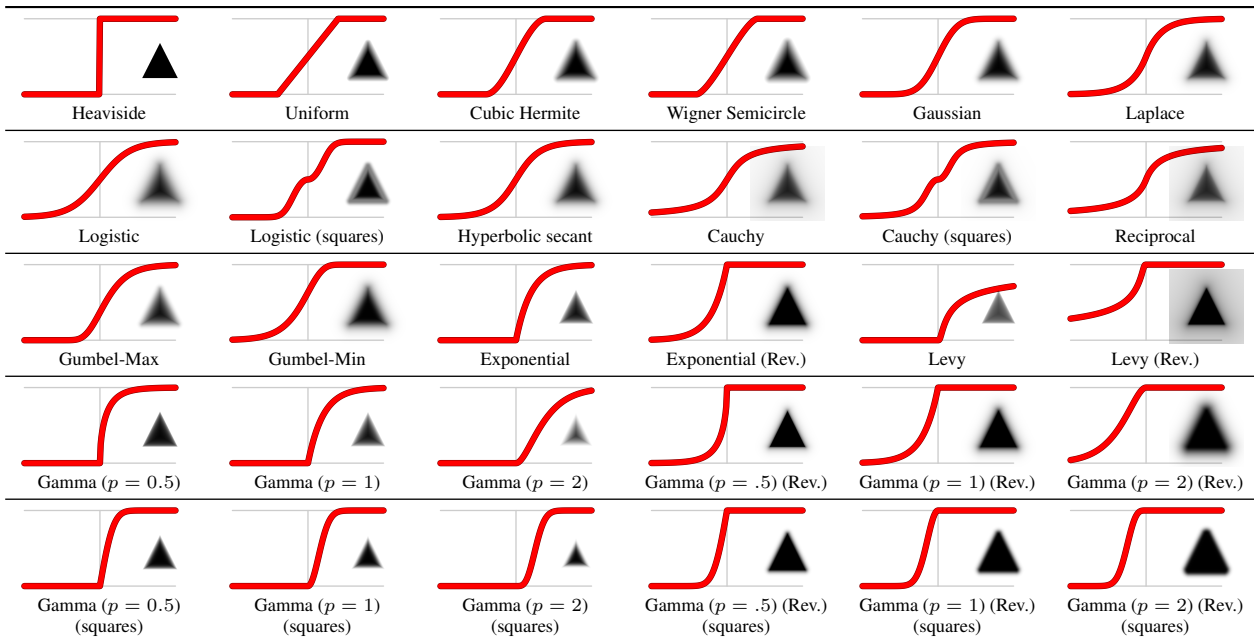 Heaviside Uniform Cubic Hermite Wigner Semicircle Gaussian Laplace
Logistic Logistic (squares) Hyperbolic secant Cauchy Cauchy (squares) Reciprocal
Gumbel-Max Gumbel-Min Exponential Exponential (Rev.) Levy Levy (Rev.)
Gamma (p = 0.5) Gamma (p = 1) Gamma (p = 2) Gamma (p = .5) (Rev.) Gamma (p = 1) (Rev.) Gamma (p = 2) (Rev.)
Gamma (p = 0.5) Gamma (p = 1) Gamma (p = 2) Gamma (p = .5) (Rev.) Gamma (p = 1) (Rev.) Gamma (p = 2) (Rev.)
(squares) (squares) (squares) (squares) (squares) (squares)